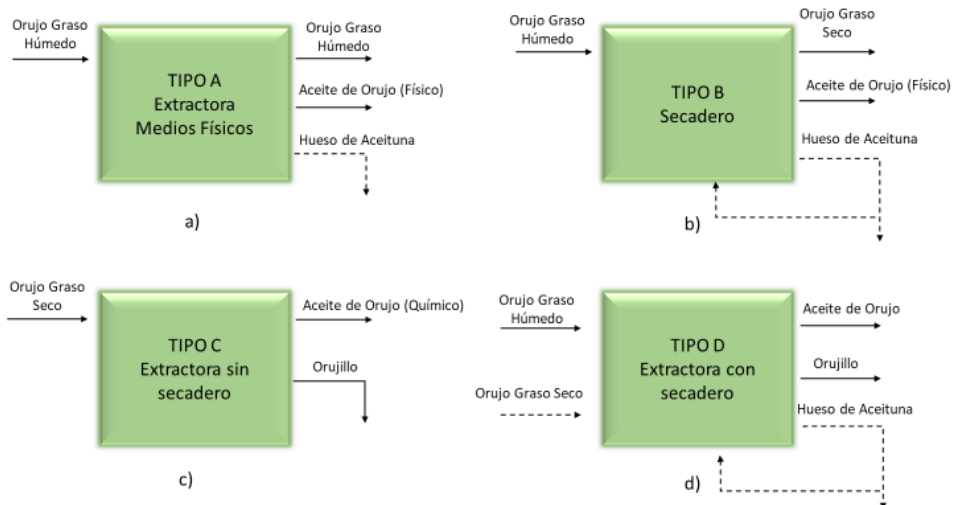 Orujo Graso
Húmedo
TIPO A
Extractora
Medios Físicos
Orujo Graso
Húmedo
Aceite de Orujo (Físico)
Hueso de Aceituna
a)
Orujo Graso
Húmedo
TIPO B
Secadero
Orujo Graso
Seco
Aceite de Orujo (Físico)
Hueso de Aceituna
b)
Orujo Graso
Seco
TIPO C
Extractora sin
secadero
Aceite de Orujo (Químico)
Orujillo
c)
Orujo Graso
Húmedo
Orujo Graso Seco
TIPO D
Extractora con
secadero
Aceite de Orujo
Orujillo
Hueso de Aceituna
d)